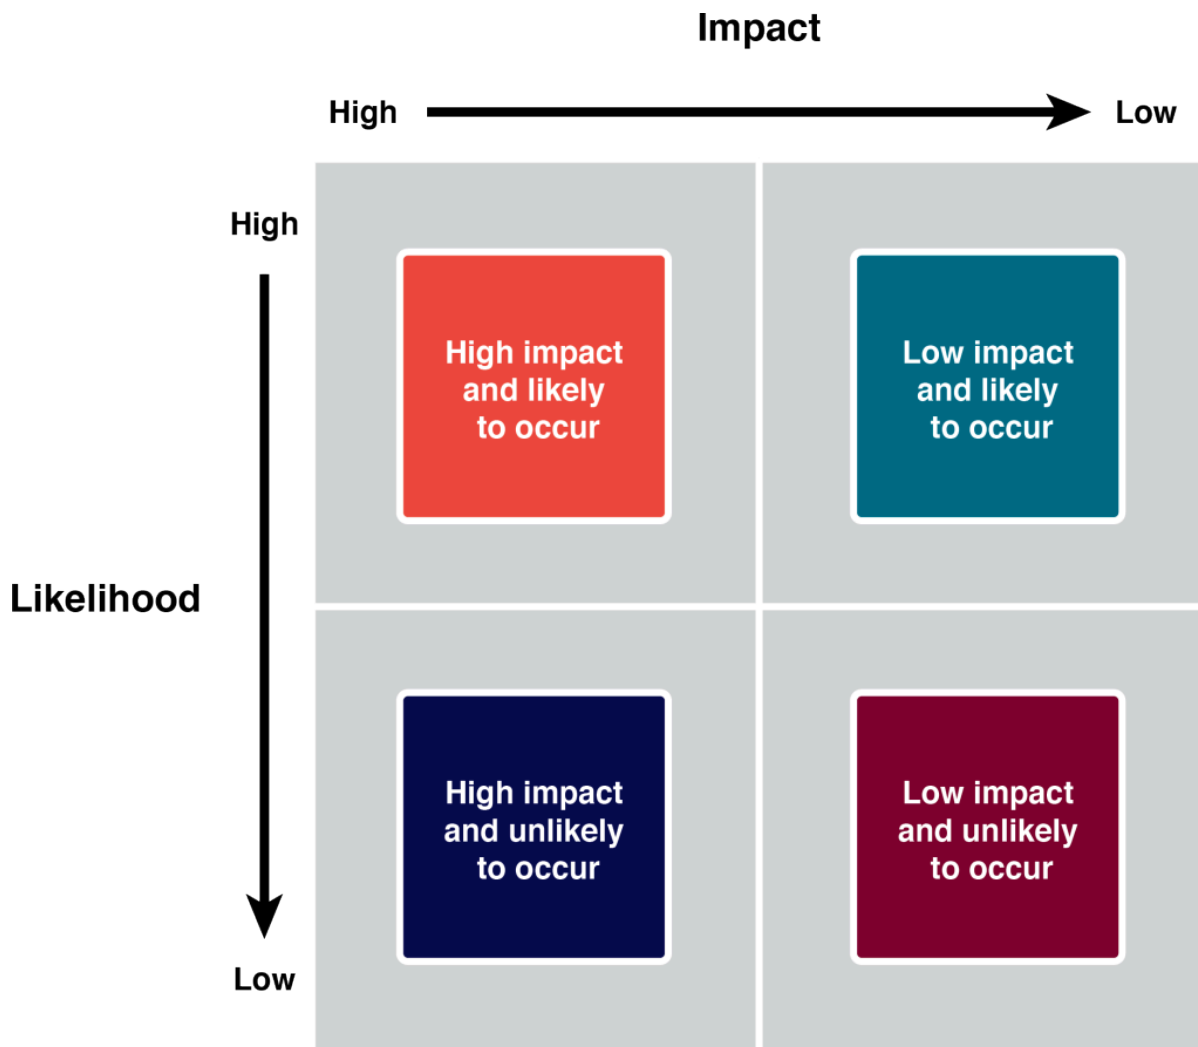 Impact
High Low
High
High impact
and likely
to occur
Low impact
and likely
to occur
Likelihood
High impact
and unlikely
to occur
Low impact
and unlikely
to occur
Low